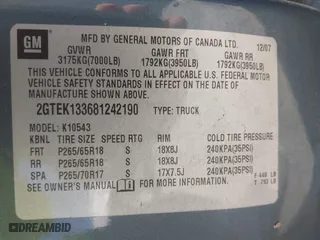 GM
MFD BY GENERAL MOTORS OF CANADA LTD. 12/07
GVWR GAWR FRT GAWR RR
3175KG(7000LB) 1792KG(3950LB) 1792KG(3950LB)
THIS VEHICLE CONFORMS TO ALL APPLICABLE U.S. FEDERAL MOTOR
VEHICLE SAFETY STANDARDS IN EFFECT ON THE DATE OF
MANUFACTURE SHOWN ABOVE.
2GTEK133681242190 TYPE: TRUCK
MODEL: K10543
KBNL TIRE SIZE SPEED RTG RIM COLD TIRE PRESSURE
FRT P265/65R18 S 18X8J 240KPA(35PSI)
RR P265/65R18 S 18X8J 240KPA(35PSI)
SPA P265/70R17 S 17X7.5J 240KPA(35PSI)
SEE OWNER'S MANUAL FOR MORE INFORMATION.
DREAMBID